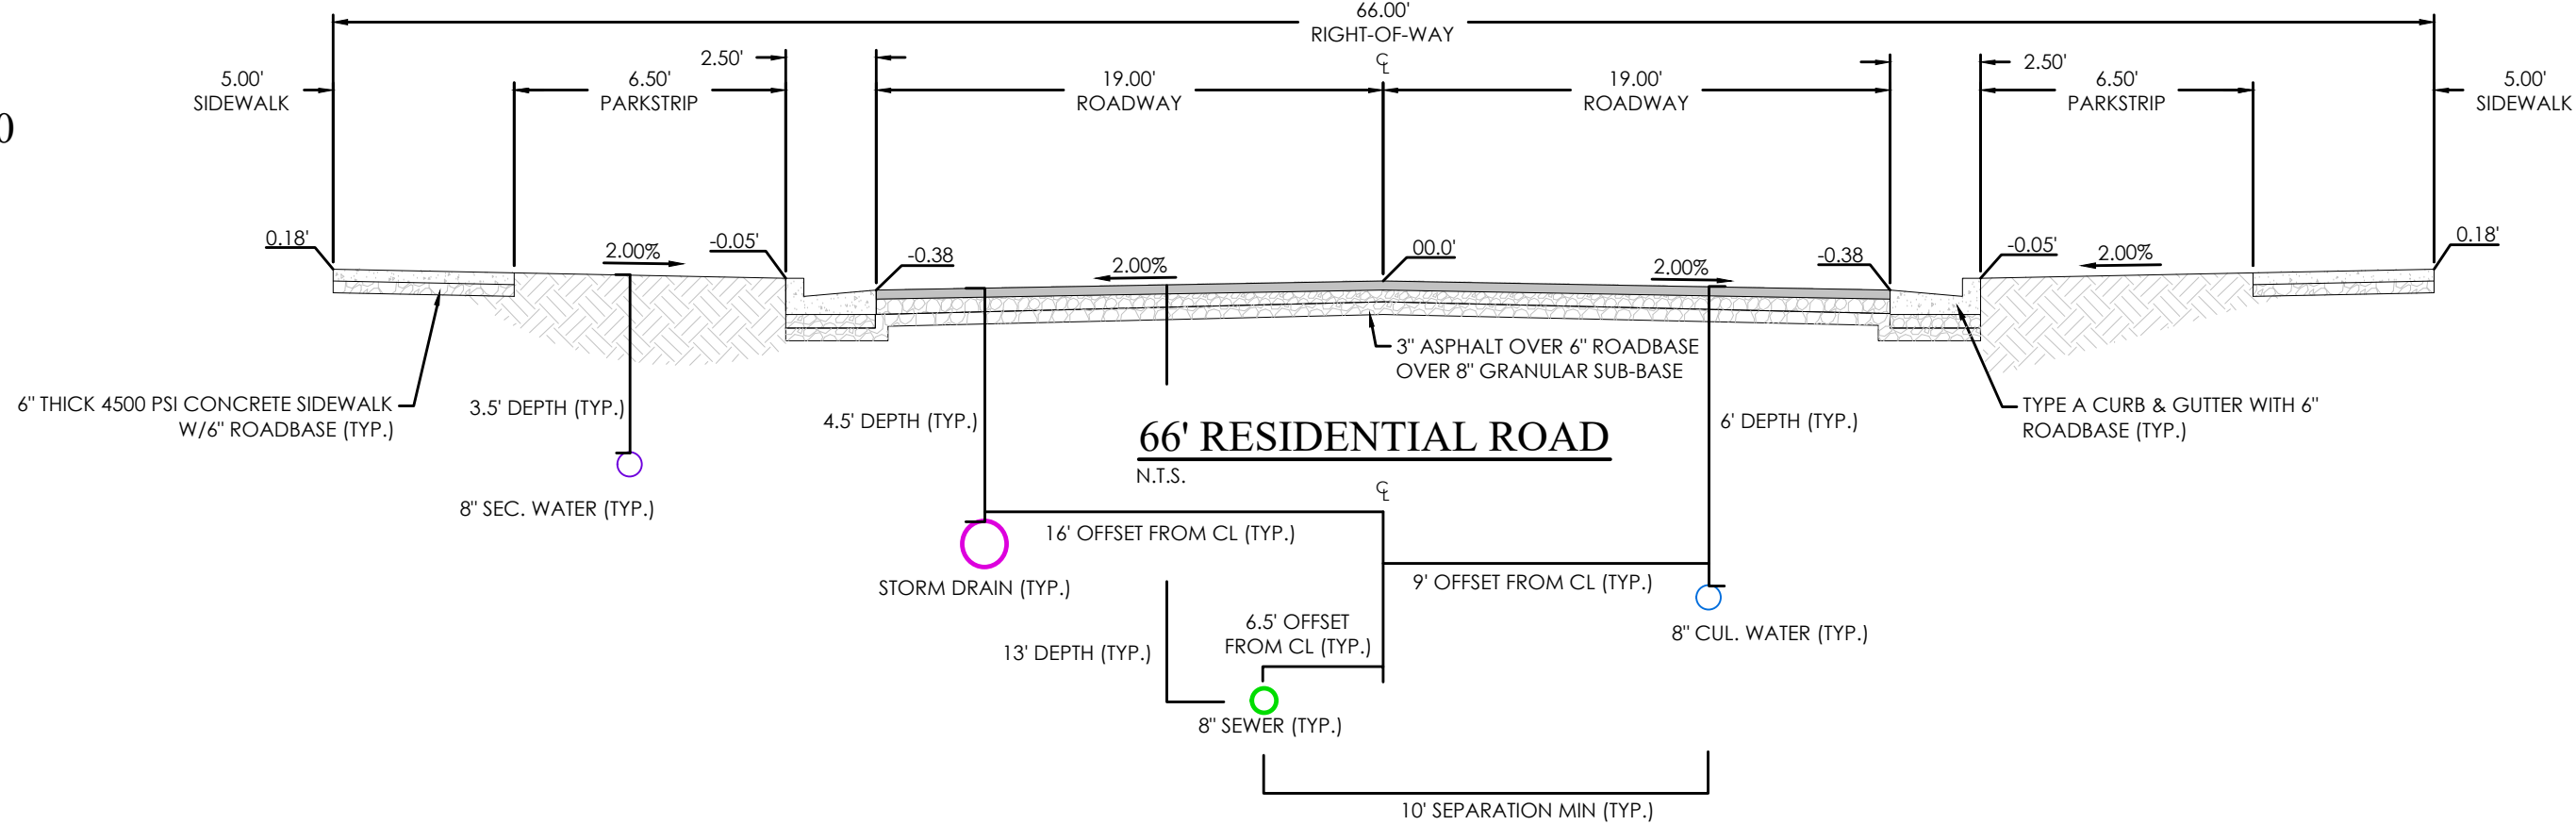 66.00'
RIGHT-OF-WAY
℄
2.50'
2.50'
5.00'
SIDEWALK
6.50'
PARKSTRIP
19.00'
ROADWAY
19.00'
ROADWAY
6.50'
PARKSTRIP
5.00'
SIDEWALK
0
0.18'
2.00%
-0.05'
-0.38
2.00%
00.0'
2.00%
-0.38
-0.05'
2.00%
0.18'
3" ASPHALT OVER 6" ROADBASE
OVER 8" GRANULAR SUB-BASE
6" THICK 4500 PSI CONCRETE SIDEWALK
W/6" ROADBASE (TYP.)
3.5' DEPTH (TYP.)
4.5' DEPTH (TYP.)
6' DEPTH (TYP.)
TYPE A CURB & GUTTER WITH 6"
ROADBASE (TYP.)
66' RESIDENTIAL ROAD
N.T.S.
℄
8" SEC. WATER (TYP.)
16' OFFSET FROM CL (TYP.)
STORM DRAIN (TYP.)
9' OFFSET FROM CL (TYP.)
6.5' OFFSET
FROM CL (TYP.)
8" CUL. WATER (TYP.)
13' DEPTH (TYP.)
8" SEWER (TYP.)
10' SEPARATION MIN (TYP.)